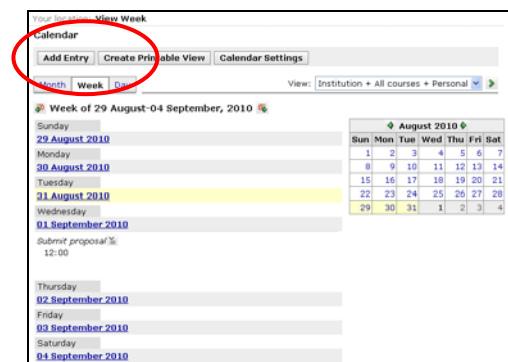 Your location: View Week
Calendar
Add Entry Create Printable View Calendar Settings
Month Week Day View: Institution + All courses + Personal
Week of 29 August-04 September, 2010
Sunday
29 August 2010
Monday
30 August 2010
Tuesday
31 August 2010
Wednesday
01 September 2010
Submit proposal
12:00
Thursday
02 September 2010
Friday
03 September 2010
Saturday
04 September 2010
August 2010
Sun Mon Tue Wed Thu Fri Sat
1 2 3 4 5 6 7
8 9 10 11 12 13 14
15 16 17 18 19 20 21
22 23 24 25 26 27 28
29 30 31 1 2 3 4